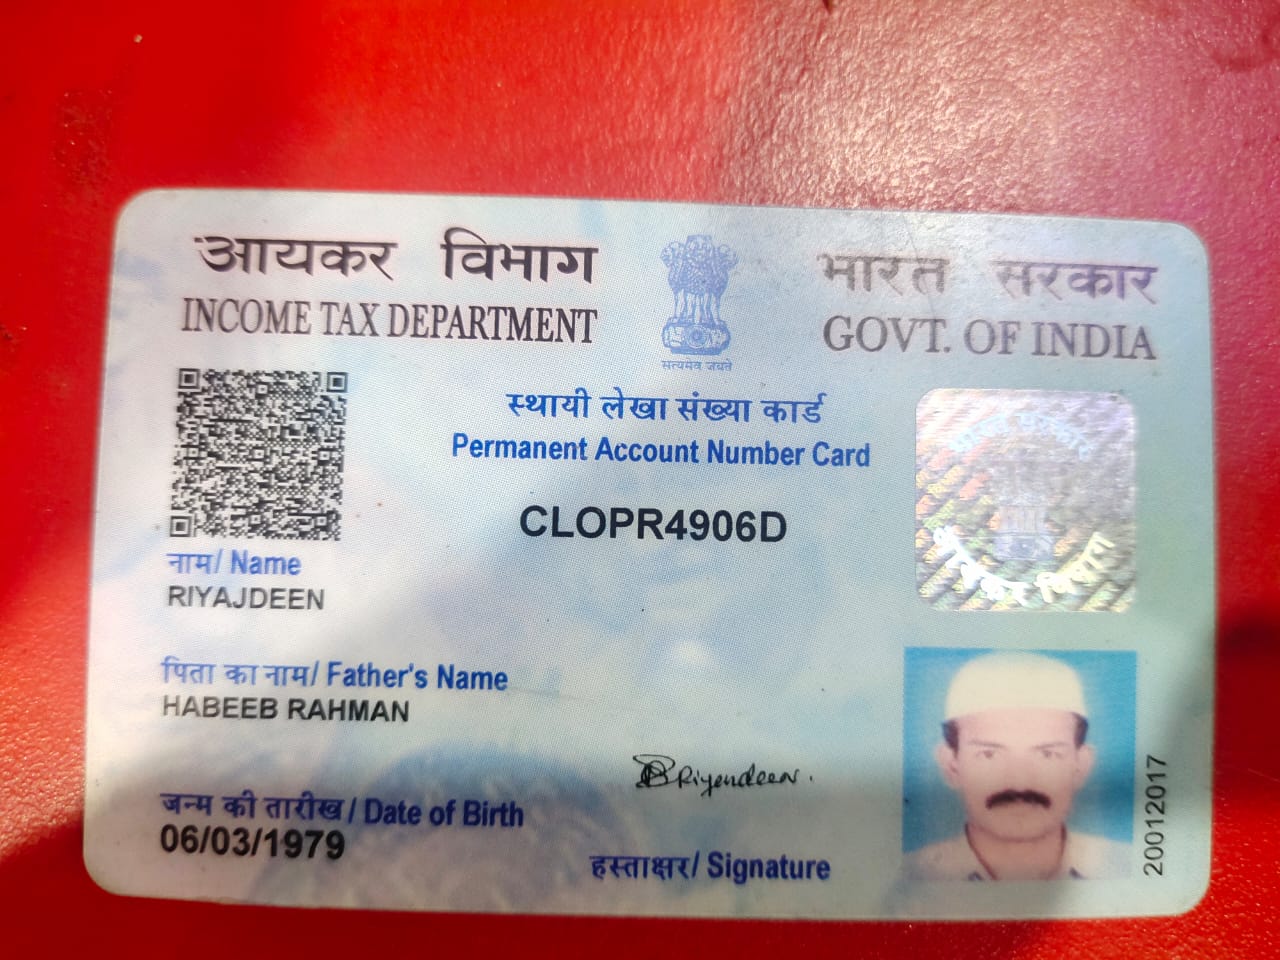 आयकर विभाग
INCOME TAX DEPARTMENT
भारत सरकार
GOVT. OF INDIA
सत्यमेव जयते
स्थायी लेखा संख्या कार्ड
Permanent Account Number Card
CLOPR4906D
नाम/ Name
RIYAJDEEN
पिता का नाम/ Father's Name
HABEEB RAHMAN
जन्म की तारीख/ Date of Birth
06/03/1979
हस्ताक्षर/ Signature
20012017
आयकर विभाग